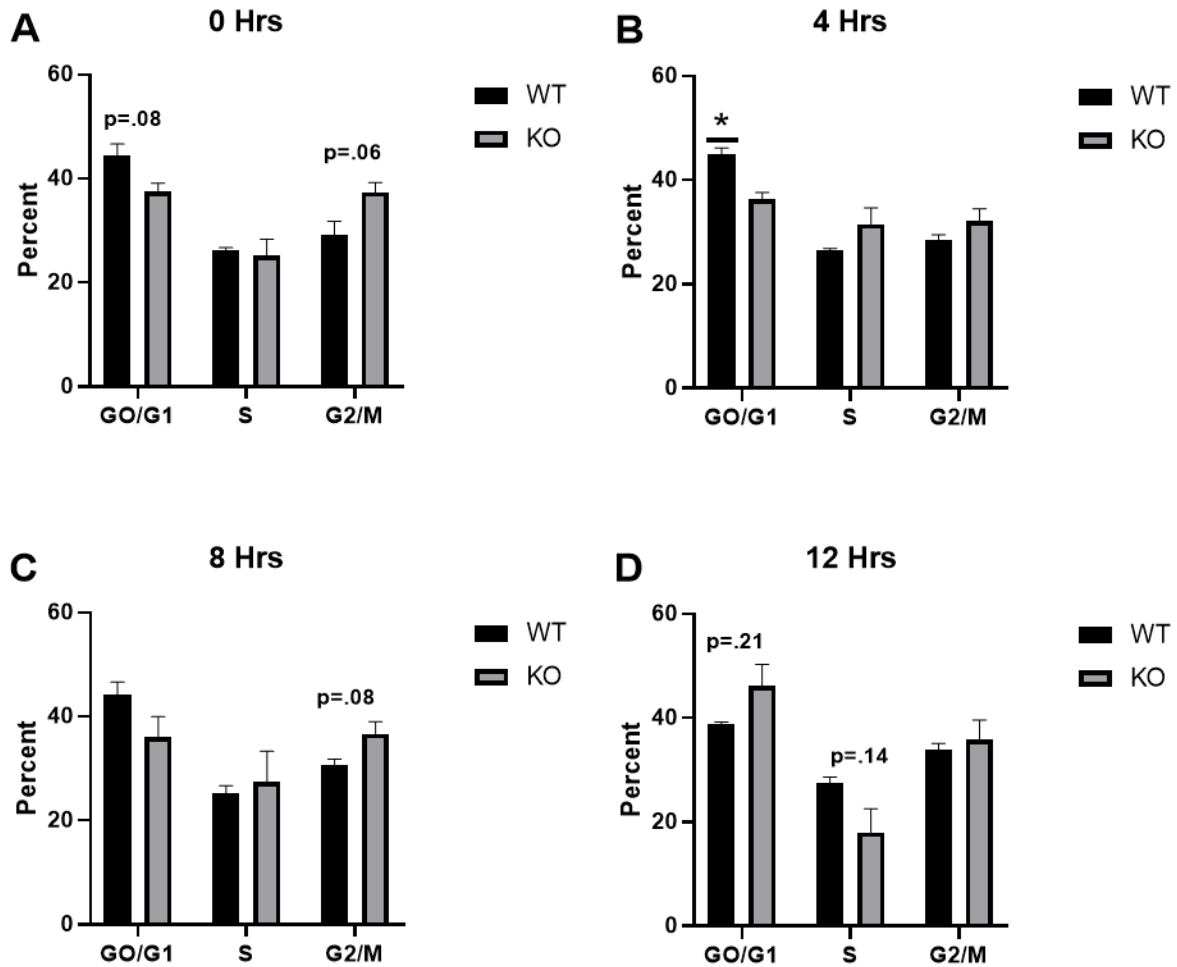 A
0 Hrs
60
40
20
0
Percent
p=.08
p=.06
GO/G1
S
G2/M
WT
KO
B
4 Hrs
60
40
20
0
Percent
*
GO/G1
S
G2/M
WT
KO
C
8 Hrs
60
40
20
0
Percent
p=.08
GO/G1
S
G2/M
WT
KO
D
12 Hrs
60
40
20
0
Percent
p=.21
p=.14
GO/G1
S
G2/M
WT
KO